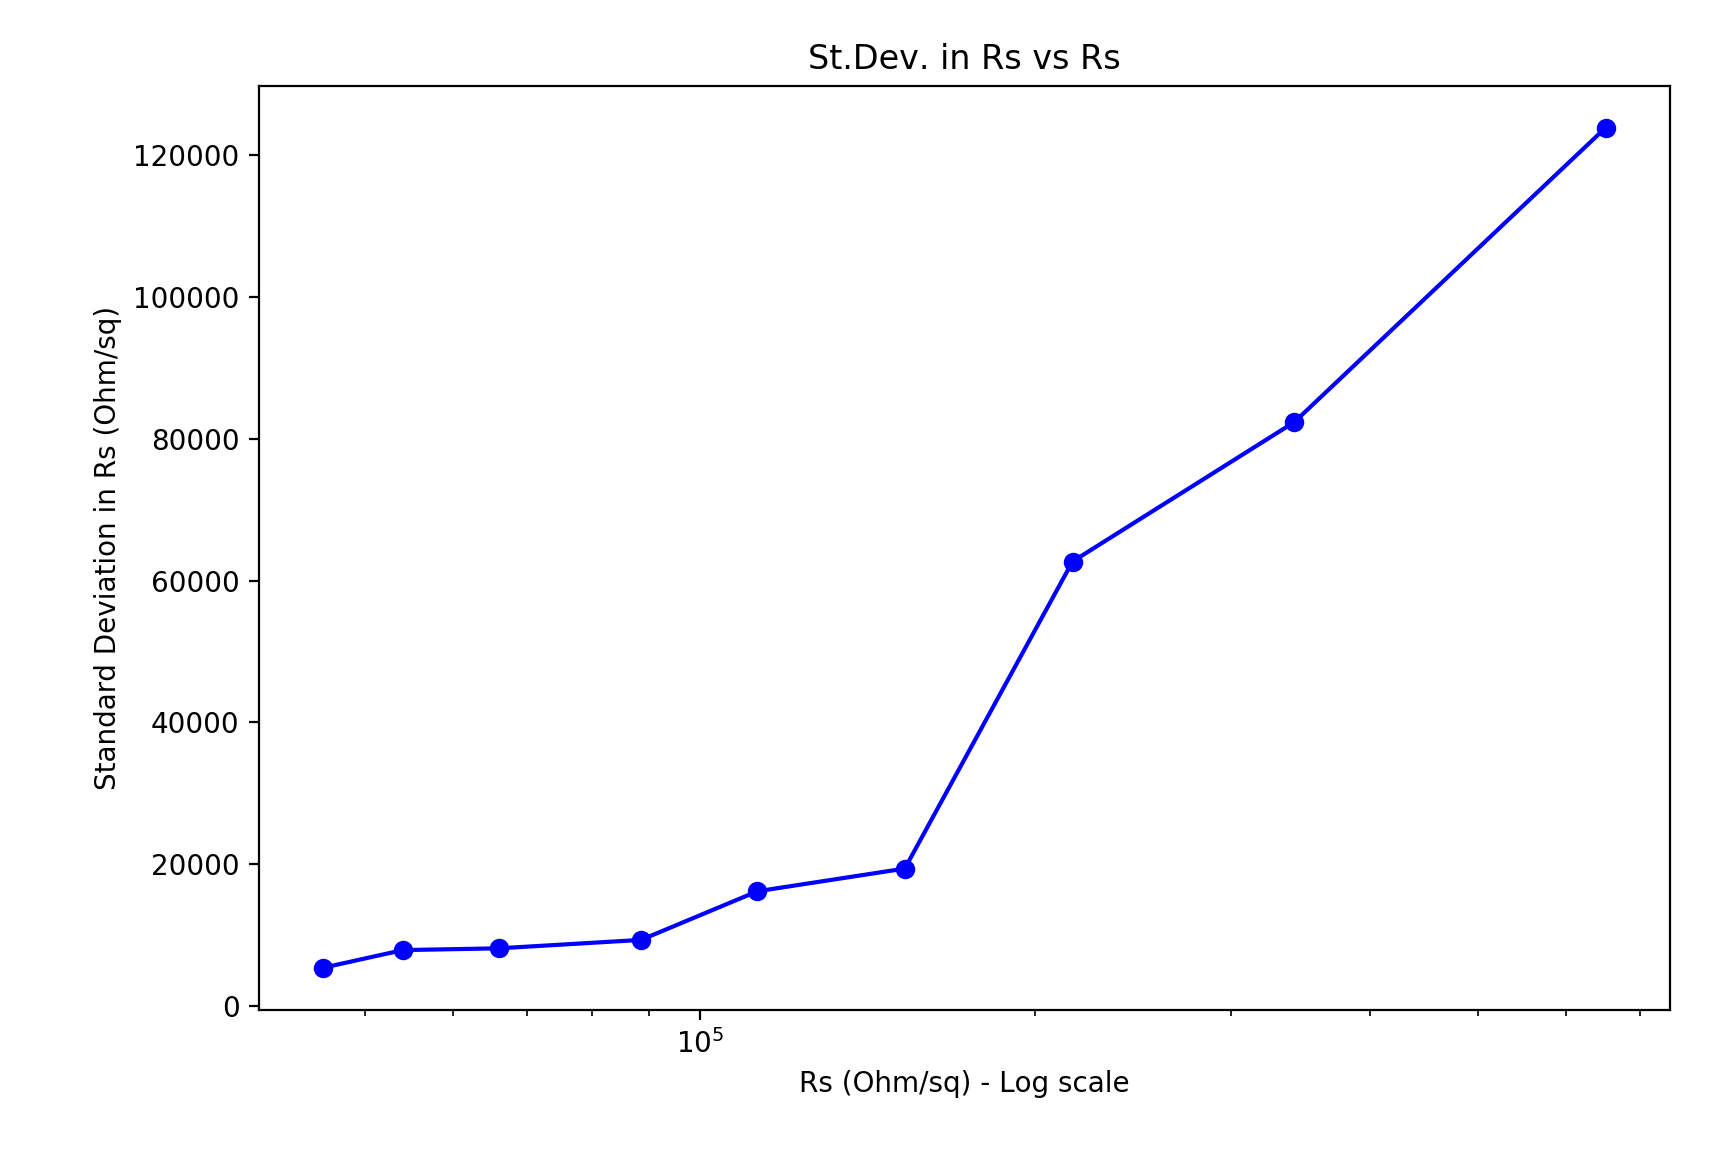 St.Dev. in Rs vs Rs
120000
100000
80000
60000
40000
20000
0
Standard Deviation in Rs (Ohm/sq)
10⁵
Rs (Ohm/sq) - Log scale